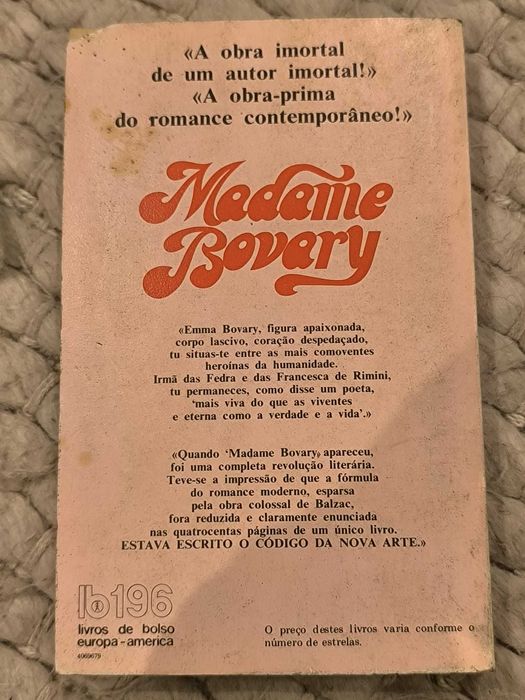 «A obra imortal
de um autor imortal!»
«A obra-prima
do romance contemporâneo!»
Madame
Bovary
«Emma Bovary, figura apaixonada,
corpo lascivo, coração despedaçado,
tu situas-te entre as mais comoventes
heroínas da humanidade.
Irmã das Fedra e das Francesca de Rimini,
tu permaneces, como disse um poeta,
'mais viva do que as viventes
e eterna como a verdade e a vida'.»
«Quando 'Madame Bovary, apareceu,
foi uma completa revolução literária.
Teve-se a impressão de que a fórmula
do romance moderno, esparsa
pela obra colossal de Balzac,
fora reduzida e claramente enunciada
nas quatrocentas páginas de um único livro.
ESTAVA ESCRITO O CÓDIGO DA NOVA ARTE.»
lb196
livros de bolso
europa-america
4069679
O preço destes livros varia conforme o
número de estrelas.